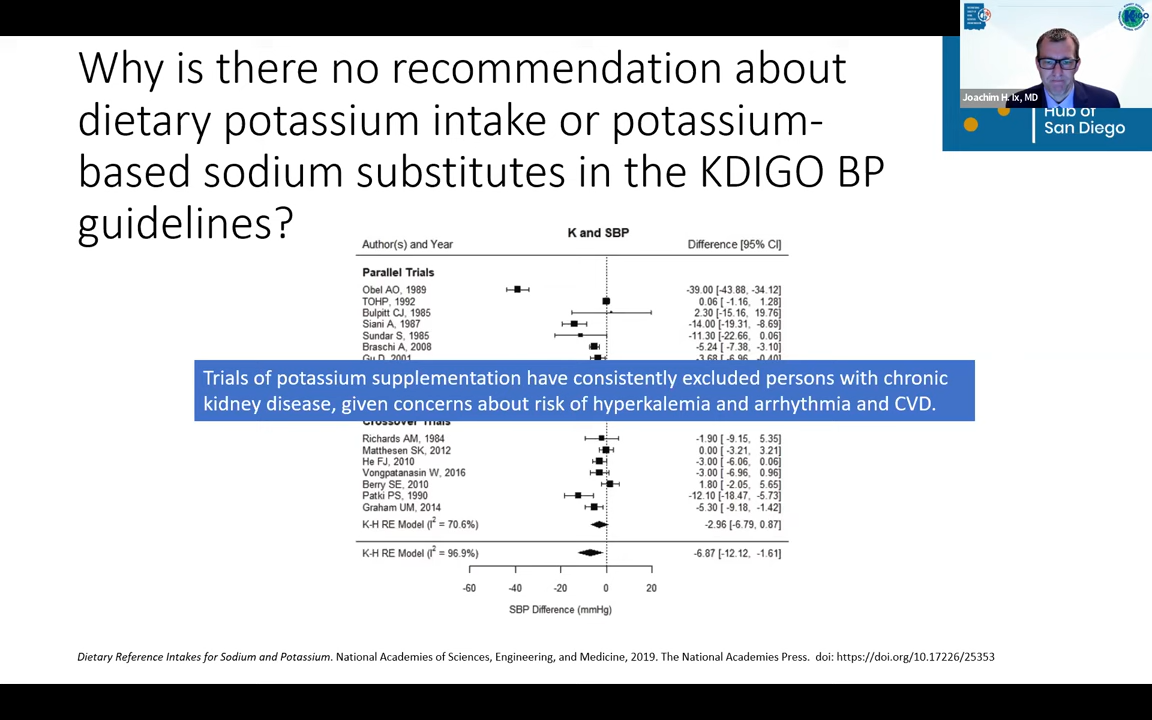 Why is there no recommendation about
dietary potassium intake or potassium-
based sodium substitutes in the KDIGO BP
guidelines?
Joachim H. Ix, MD
Hub of
San Diego
K and SBP
Author(s) and Year Difference [95% CI]
Parallel Trials
Obel AO, 1989 -39.00 [-43.88, -34.12]
TOHP, 1992 0.06 [ -1.16, 1.28]
Bulpitt CJ, 1985 2.30 [-15.16, 19.76]
Siani A, 1987 -14.00 [-19.31, -8.69]
Sundar S, 1985 -11.30 [-22.66, 0.06]
Braschi A, 2008 -5.24 [ -7.38, -3.10]
Gu D, 2001 -3.68 [ -6.96, -0.40]
Trials of potassium supplementation have consistently excluded persons with chronic
kidney disease, given concerns about risk of hyperkalemia and arrhythmia and CVD.
Crossover Trials
Richards AM, 1984 -1.90 [ -9.15, 5.35]
Matthesen SK, 2012 0.00 [ -3.21, 3.21]
He FJ, 2010 -3.00 [ -6.06, 0.06]
Vongpatanasin W, 2016 -3.00 [ -6.96, 0.96]
Berry SE, 2010 1.80 [ -2.05, 5.65]
Patki PS, 1990 -12.10 [-18.47, -5.73]
Graham UM, 2014 -5.30 [ -9.18, -1.42]
K-H RE Model (I² = 70.6%) -2.96 [-6.79, 0.87]
K-H RE Model (I² = 96.9%) -6.87 [-12.12, -1.61]
-60 -40 -20 0 20
SBP Difference (mmHg)
Dietary Reference Intakes for Sodium and Potassium. National Academies of Sciences, Engineering, and Medicine, 2019. The National Academies Press. doi: https://doi.org/10.17226/25353